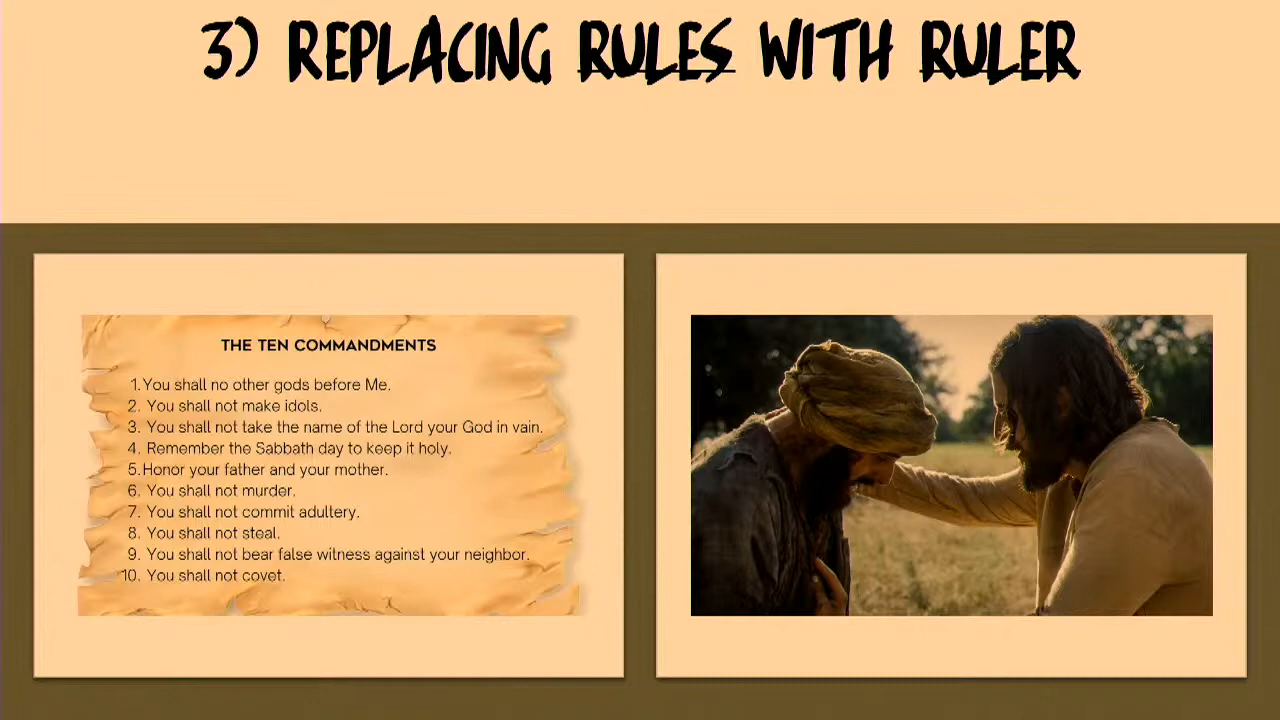 3) REPLACING RULES WITH RULER
THE TEN COMMANDMENTS
1. You shall no other gods before Me.
2. You shall not make idols.
3. You shall not take the name of the Lord your God in vain.
4. Remember the Sabbath day to keep it holy.
5. Honor your father and your mother.
6. You shall not murder.
7. You shall not commit adultery.
8. You shall not steal.
9. You shall not bear false witness against your neighbor.
10. You shall not covet.